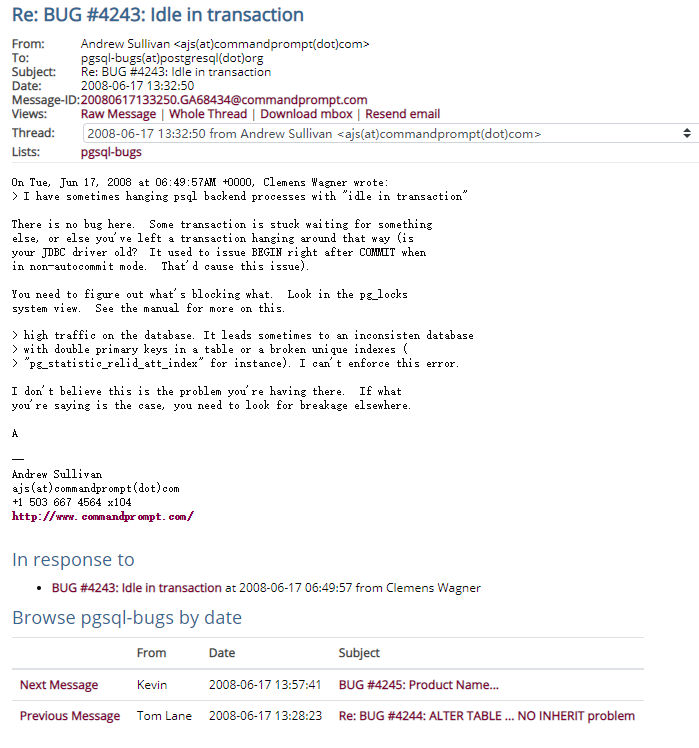 Re: BUG #4243: Idle in transaction
From: Andrew Sullivan <ajs(at)commandprompt(dot)com>
To: pgsql-bugs(at)postgresql(dot)org
Subject: Re: BUG #4243: Idle in transaction
Date: 2008-06-17 13:32:50
Message-ID:20080617133250.GA68434@commandprompt.com
Views: Raw Message | Whole Thread | Download mbox | Resend email
Thread: 2008-06-17 13:32:50 from Andrew Sullivan <ajs(at)commandprompt(dot)com>
Lists: pgsql-bugs
On Tue, Jun 17, 2008 at 06:49:57AM +0000, Clemens Wagner wrote:
> I have sometimes hanging psql backend processes with "idle in transaction"
There is no bug here. Some transaction is stuck waiting for something
else, or else you've left a transaction hanging around that way (is
your JDBC driver old? It used to issue BEGIN right after COMMIT when
in non-autocommit mode. That'd cause this issue).
You need to figure out what's blocking what. Look in the pg_locks
system view. See the manual for more on this.
> high traffic on the database. It leads sometimes to an inconsisten database
> with double primary keys in a table or a broken unique indexes (
> "pg_statistic_relid_att_index" for instance). I can't enforce this error.
I don't believe this is the problem you're having there. If what
you're saying is the case, you need to look for breakage elsewhere.
A
—
Andrew Sullivan
ajs(at)commandprompt(dot)com
+1 503 667 4564 x104
http://www.commandprompt.com/
In response to
• BUG #4243: Idle in transaction at 2008-06-17 06:49:57 from Clemens Wagner
Browse pgsql-bugs by date
From Date Subject
Next Message Kevin 2008-06-17 13:57:41 BUG #4245: Product Name...
Previous Message Tom Lane 2008-06-17 13:28:23 Re: BUG #4244: ALTER TABLE ... NO INHERIT problem